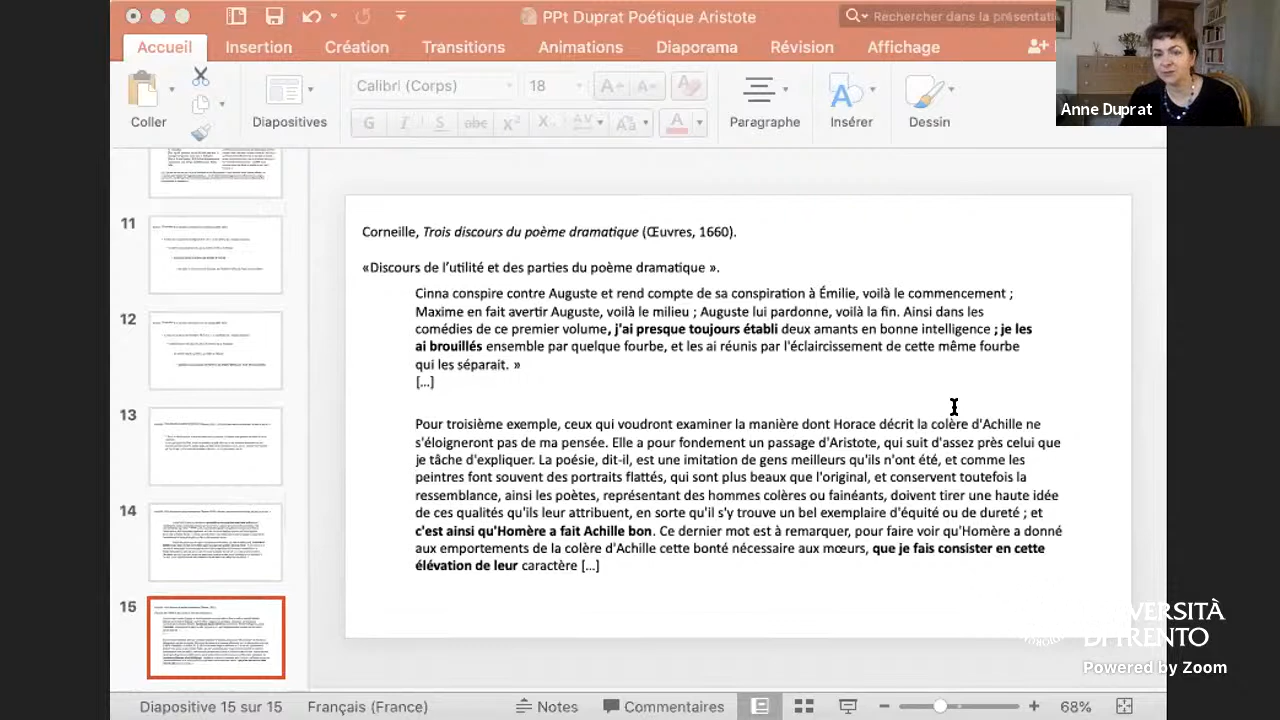 PPt Duprat Poétique Aristote
Rechercher dans la présentati
Accueil
Insertion
Création
Transitions
Animations
Diaporama
Révision
Affichage
Coller
Diapositives
Calibri (Corps)
18
Paragraphe
Insérer
Dessin
Anne Duprat
11
12
13
14
15
Corneille, Trois discours du poème dramatique (Œuvres, 1660).
«Discours de l'utilité et des parties du poème dramatique ».
Cinna conspire contre Auguste et rend compte de sa conspiration à Émilie, voilà le commencement ;
Maxime en fait avertir Auguste, voilà le milieu ; Auguste lui pardonne, voilà la fin. Ainsi dans les
comédies de ce premier volume, j'ai presque toujours établi deux amants en bonne intelligence ; je les
ai brouillés ensemble par quelque fourbe, et les ai réunis par l'éclaircissement de cette même fourbe
qui les séparait. »
[...]
Pour troisième exemple, ceux qui voudront examiner la manière dont Horace décrit la colère d'Achille ne
s'éloigneront pas de ma pensée. Elle a pour fondement un passage d'Aristote, qui suit d'assez près celui que
je tâche d'expliquer. La poésie, dit-il, est une imitation de gens meilleurs qu'ils n'ont été, et comme les
peintres font souvent des portraits flattés, qui sont plus beaux que l'original, et conservent toutefois la
ressemblance, ainsi les poètes, représentant des hommes colères ou fainéants, doivent tirer une haute idée
de ces qualités qu'ils leur attribuent, en sorte qu'il s'y trouve un bel exemplaire d'équité ou de dureté ; et
c'est ainsi qu'Homère a fait Achille bon. Ce dernier mot est à remarquer, pour faire voir qu'Homère a donné
aux emportements de la colère d'Achille cette bonté nécessaire aux mœurs, que je fais consister en cette
élévation de leur caractère [...]
RENTO
Powered by Zoom
Diapositive 15 sur 15
Français (France)
Notes
Commentaires
68%